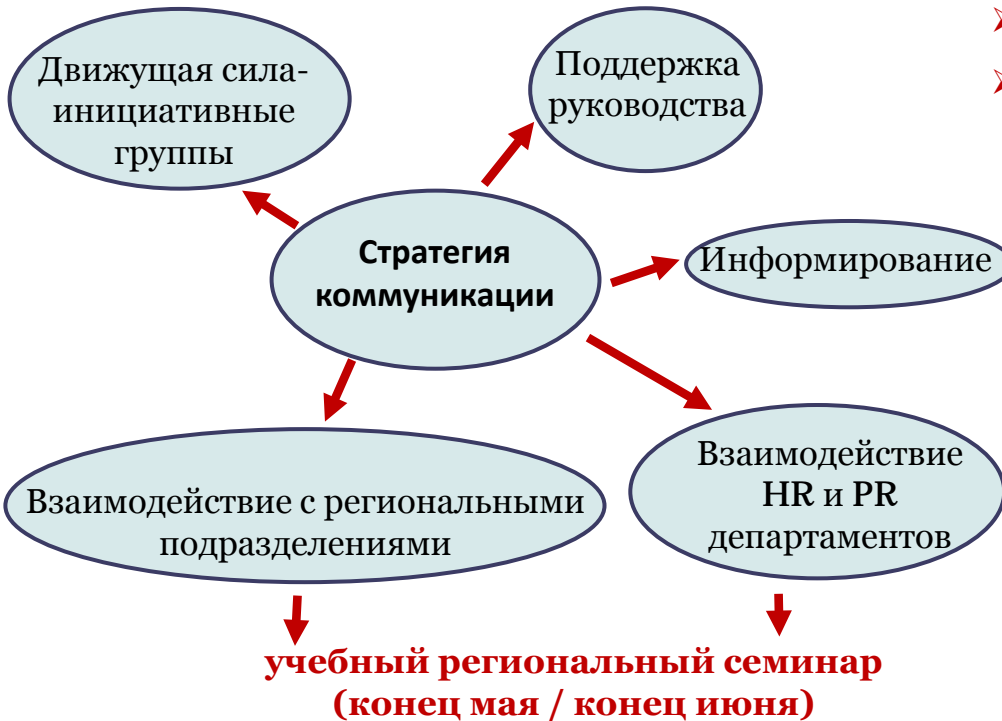 Движущая сила-
инициативные
группы
Поддержка
руководства
Стратегия
коммуникации
Информирование
Взаимодействие с региональными
подразделениями
Взаимодействие
HR и PR
департаментов
учебный региональный семинар
(конец мая / конец июня)